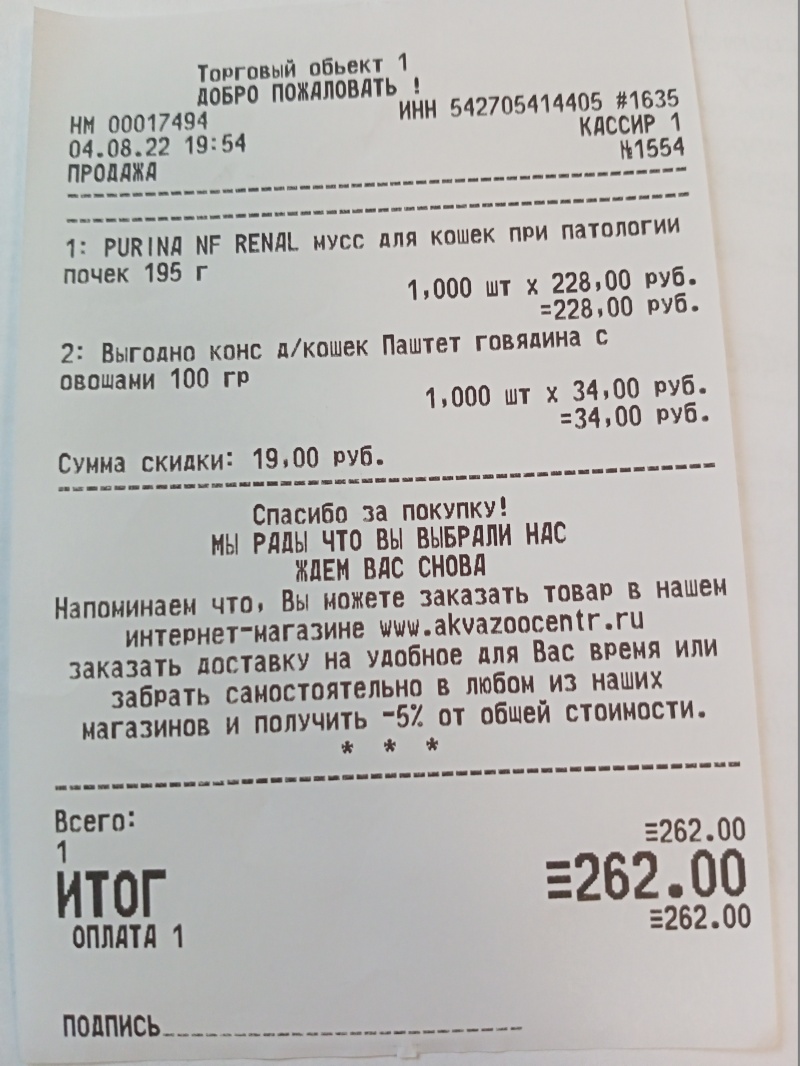 Торговый обьект 1
ДОБРО ПОЖАЛОВАТЬ !
НМ 00017494 ИНН 542705414405 #1635
04.08.22 19:54 КАССИР 1
ПРОДАЖА №1554
1: PURINA NF RENAL мусс для кошек при патологии
почек 195 г
1,000 шт X 228,00 руб.
=228,00 руб.
2: Выгодно конс д/кошек Паштет говядина с
овощами 100 гр
1,000 шт X 34,00 руб.
=34,00 руб.
Сумма скидки: 19,00 руб.
Спасибо за покупку!
МЫ РАДЫ ЧТО ВЫ ВЫБРАЛИ НАС
ЖДЕМ ВАС СНОВА
Напоминаем что, Вы можете заказать товар в нашем
интернет-магазине www.akvazoocentr.ru
заказать доставку на удобное для Вас время или
забрать самостоятельно в любом из наших
магазинов и получить -5% от общей стоимости.
* * *
Всего:
1 ≡262.00
ИТОГ ≡262.00
ОПЛАТА 1 ≡262.00
ПОДПИСЬ